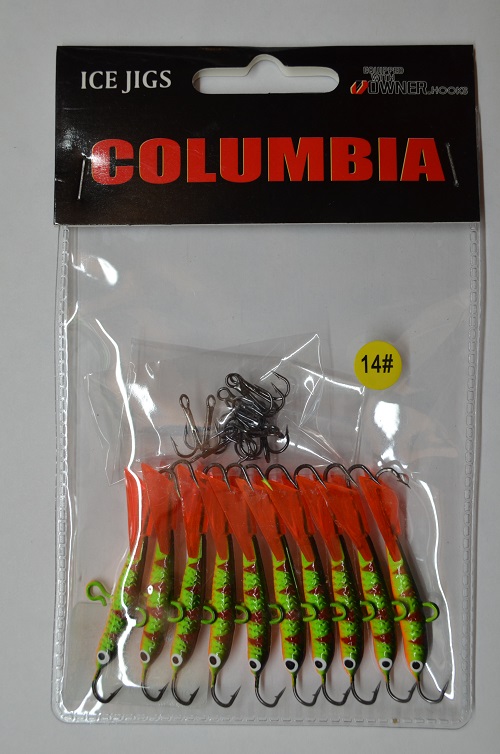 ICE JIGS
EQUIPPED
WITH
OWNER HOOKS
COLUMBIA
14#